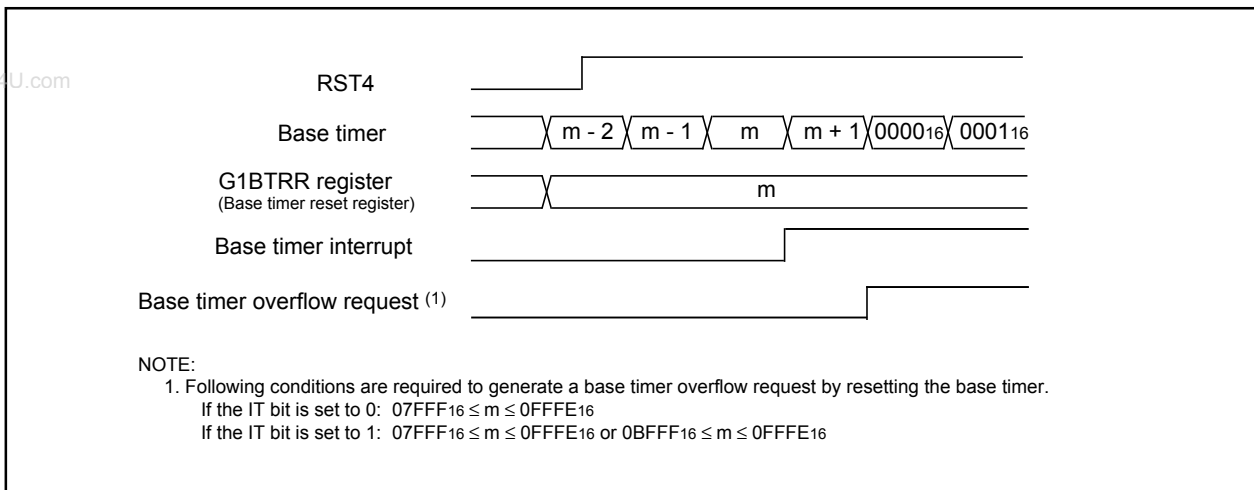 4U.com
RST4
Base timer
m - 2 m - 1 m m + 1 0000₁₆ 0001₁₆
G1BTRR register
(Base timer reset register)
m
Base timer interrupt
Base timer overflow request (1)
NOTE:
1. Following conditions are required to generate a base timer overflow request by resetting the base timer.
If the IT bit is set to 0: 07FFF₁₆ ≤ m ≤ 0FFFE₁₆
If the IT bit is set to 1: 07FFF₁₆ ≤ m ≤ 0FFFE₁₆ or 0BFFF₁₆ ≤ m ≤ 0FFFE₁₆